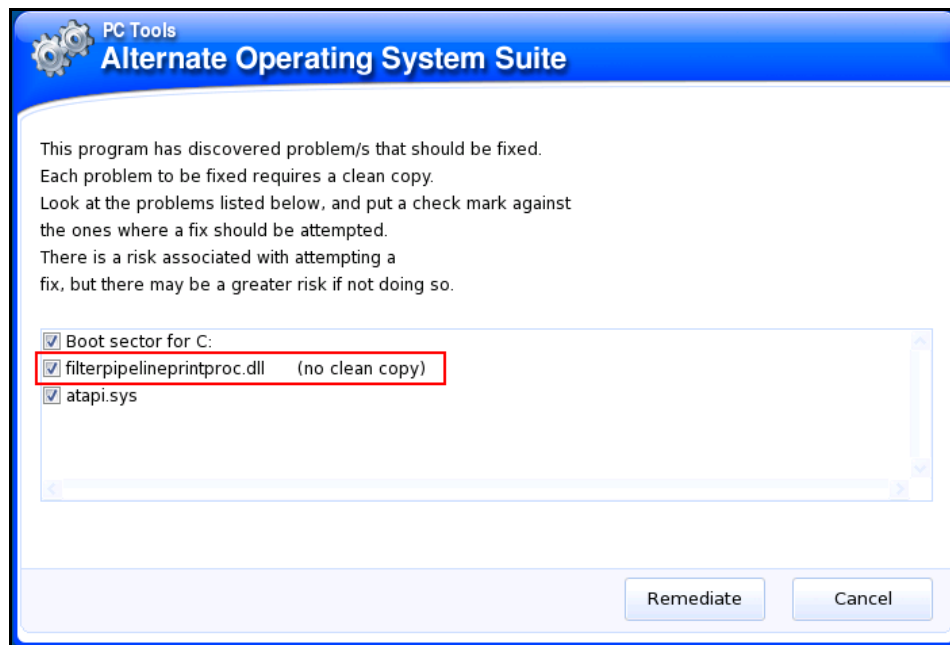 PC Tools
Alternate Operating System Suite
This program has discovered problem/s that should be fixed.
Each problem to be fixed requires a clean copy.
Look at the problems listed below, and put a check mark against
the ones where a fix should be attempted.
There is a risk associated with attempting a
fix, but there may be a greater risk if not doing so.
Boot sector for C:
filterpipelineprintproc.dll (no clean copy)
atapi.sys
Remediate Cancel